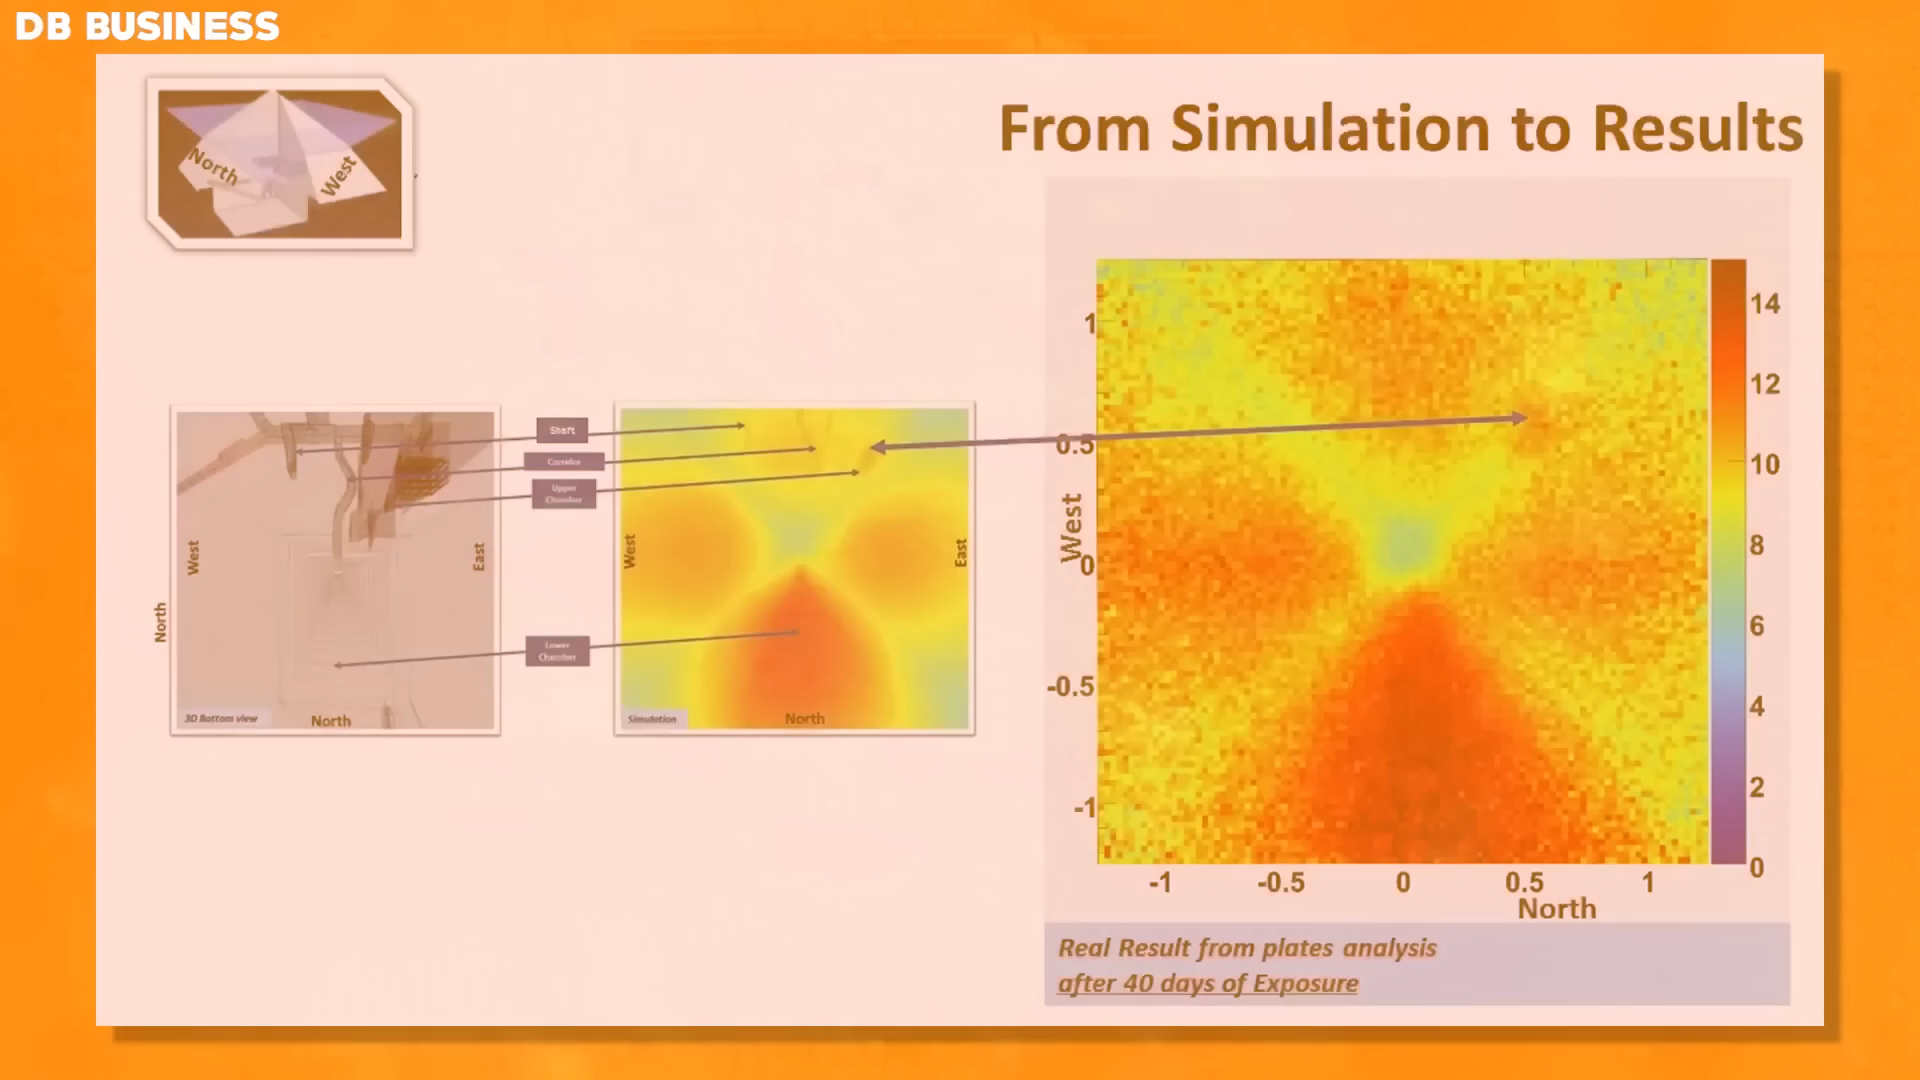 DB BUSINESS
From Simulation to Results
North
West
Shaft
Corridor
Upper
Chamber
Lower
Chamber
West
East
North
North
3D Bottom view
West
East
North
Simulation
1
0.5
0
-0.5
-1
West
-1
-0.5
0
0.5
1
North
14
12
10
8
6
4
2
0
Real Result from plates analysis
after 40 days of Exposure